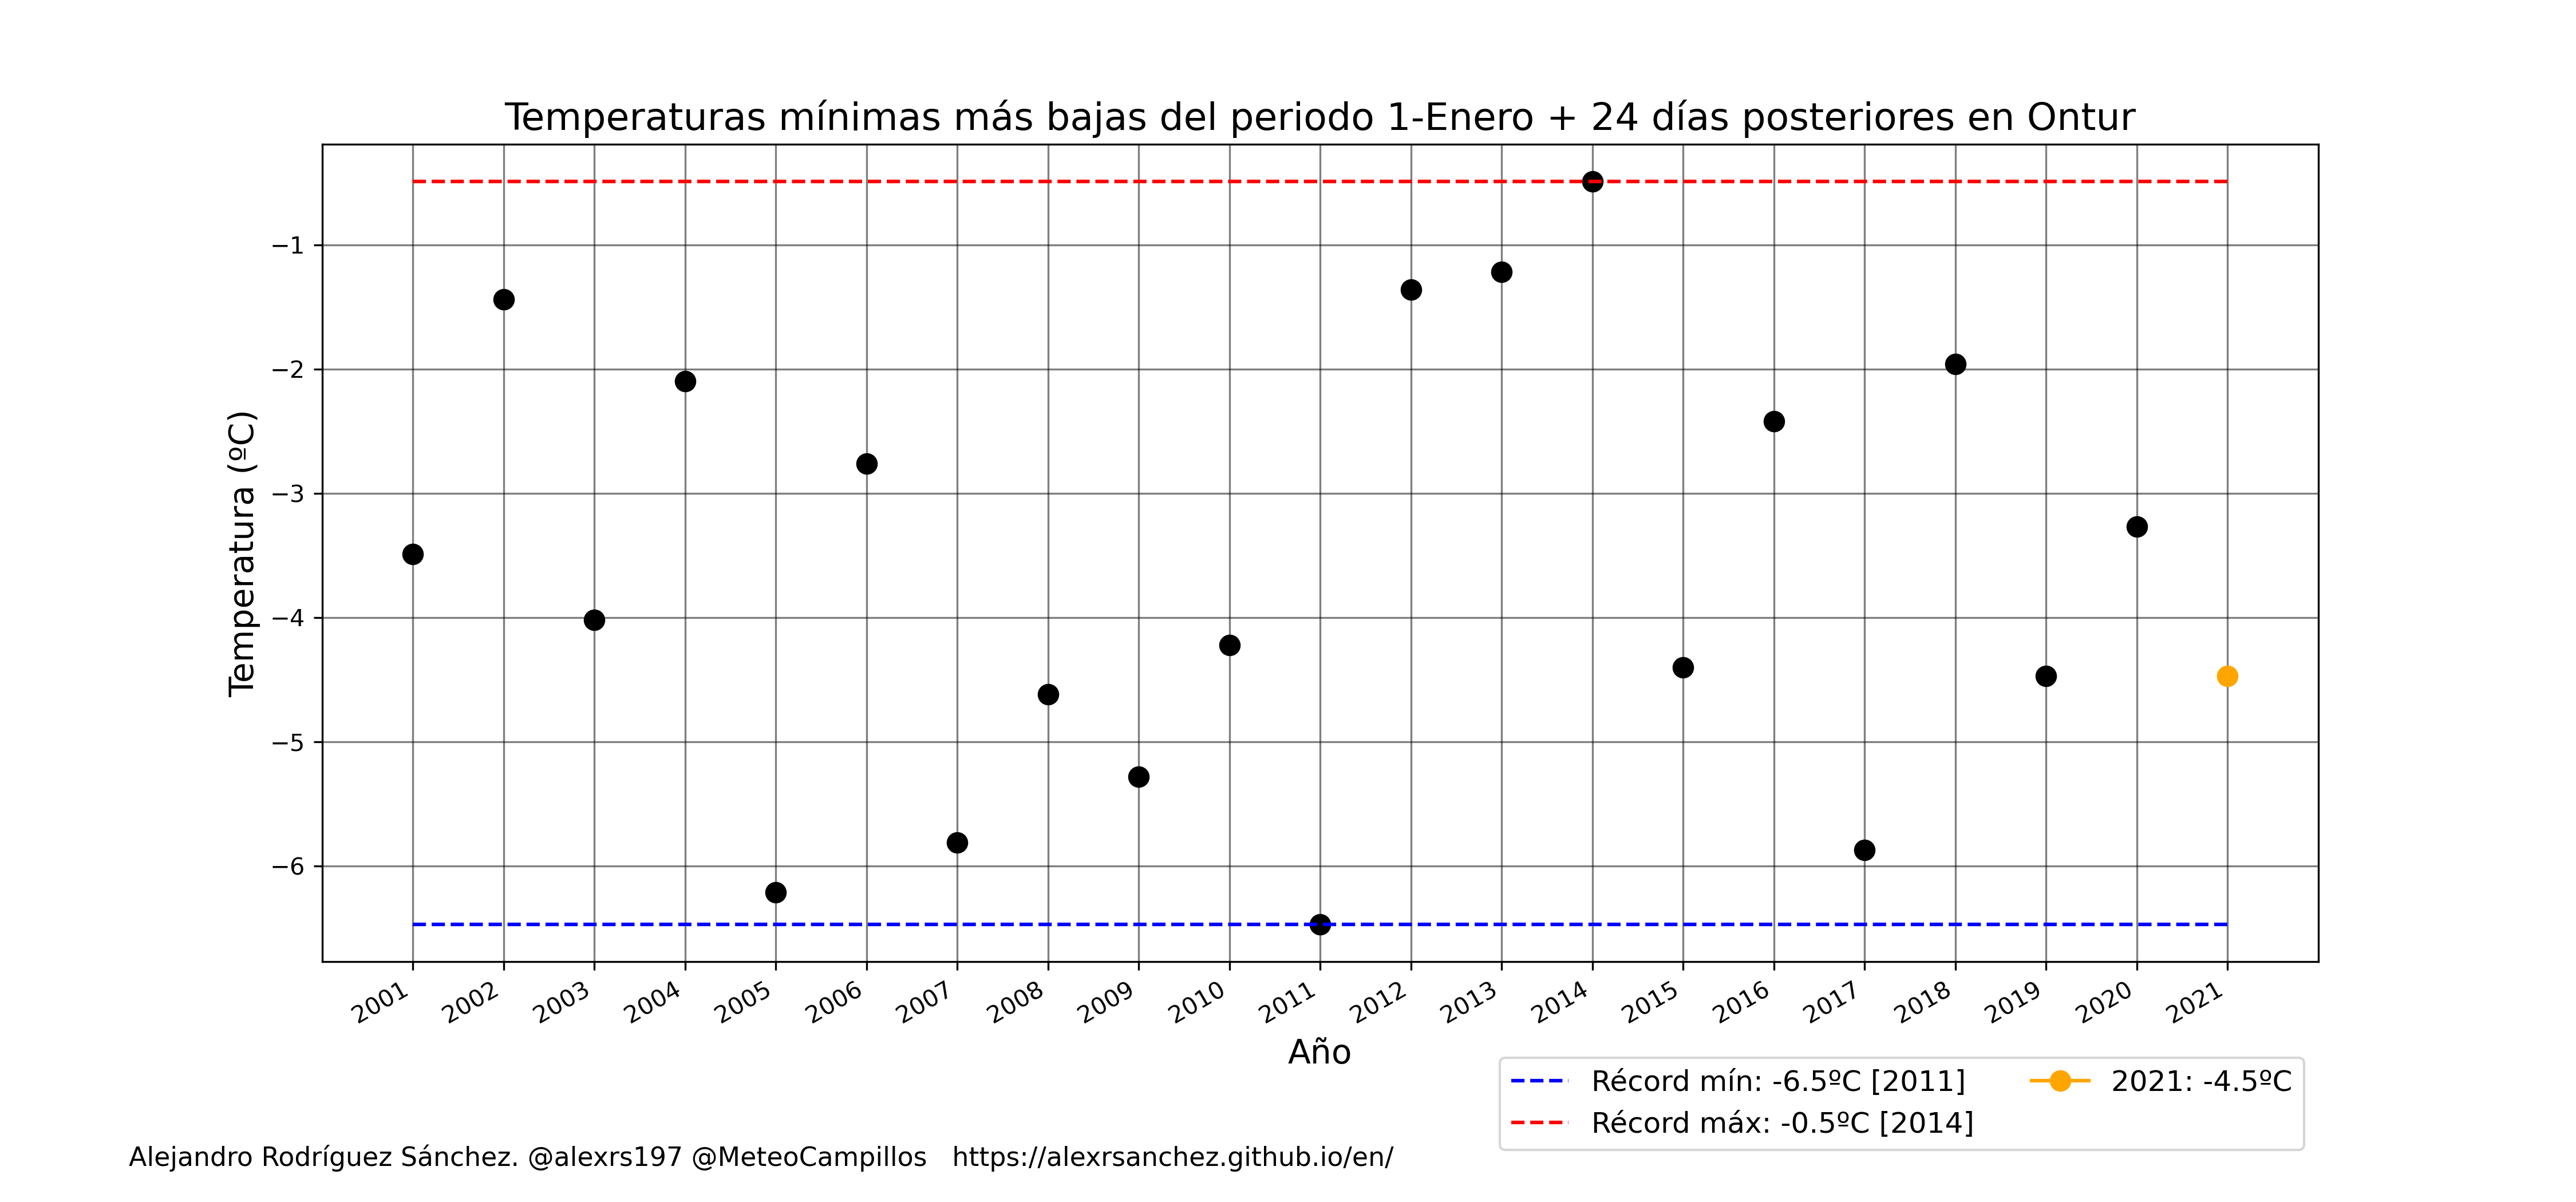 Temperaturas mínimas más bajas del periodo 1-Enero + 24 días posteriores en Ontur
Temperatura (ºC)
−1
−2
−3
−4
−5
−6
2001 2002 2003 2004 2005 2006 2007 2008 2009 2010 2011 2012 2013 2014 2015 2016 2017 2018 2019 2020 2021
Año
Récord mín: -6.5ºC [2011]
Récord máx: -0.5ºC [2014]
2021: -4.5ºC
Alejandro Rodríguez Sánchez. @alexrs197 @MeteoCampillos https://alexrsanchez.github.io/en/